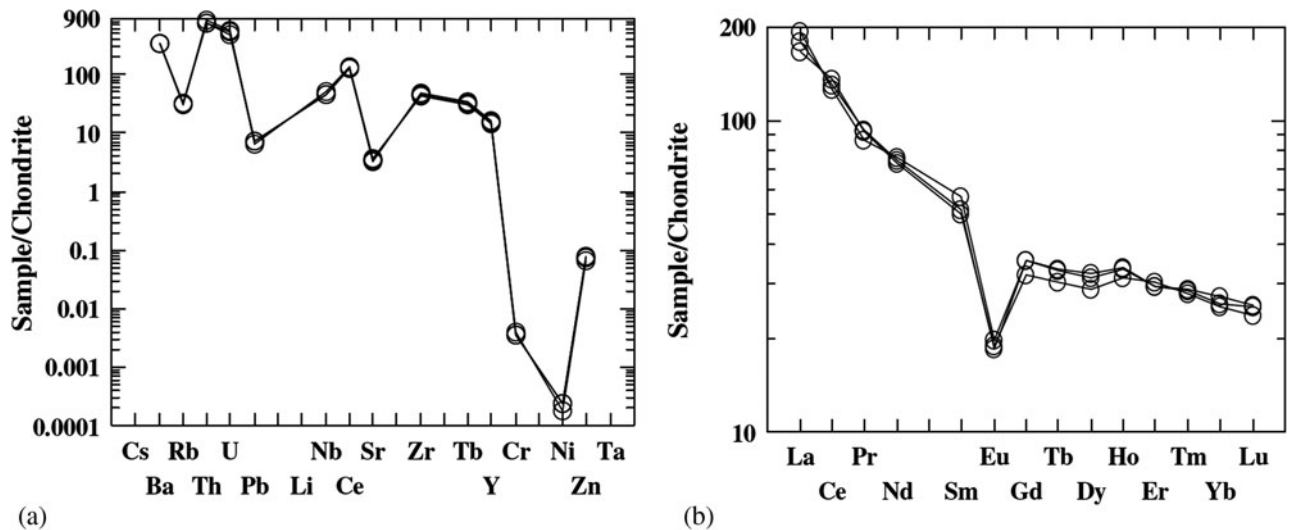 900
100
10
1
0.1
0.01
0.001
0.0001
Sample/Chondrite
Cs Rb U Nb Sr Zr Tb Cr Ni Ta
Ba Th Pb Li Ce Y Zn
(a)
200
100
10
Sample/Chondrite
La Pr Eu Tb Ho Tm Lu
Ce Nd Sm Gd Dy Er Yb
(b)